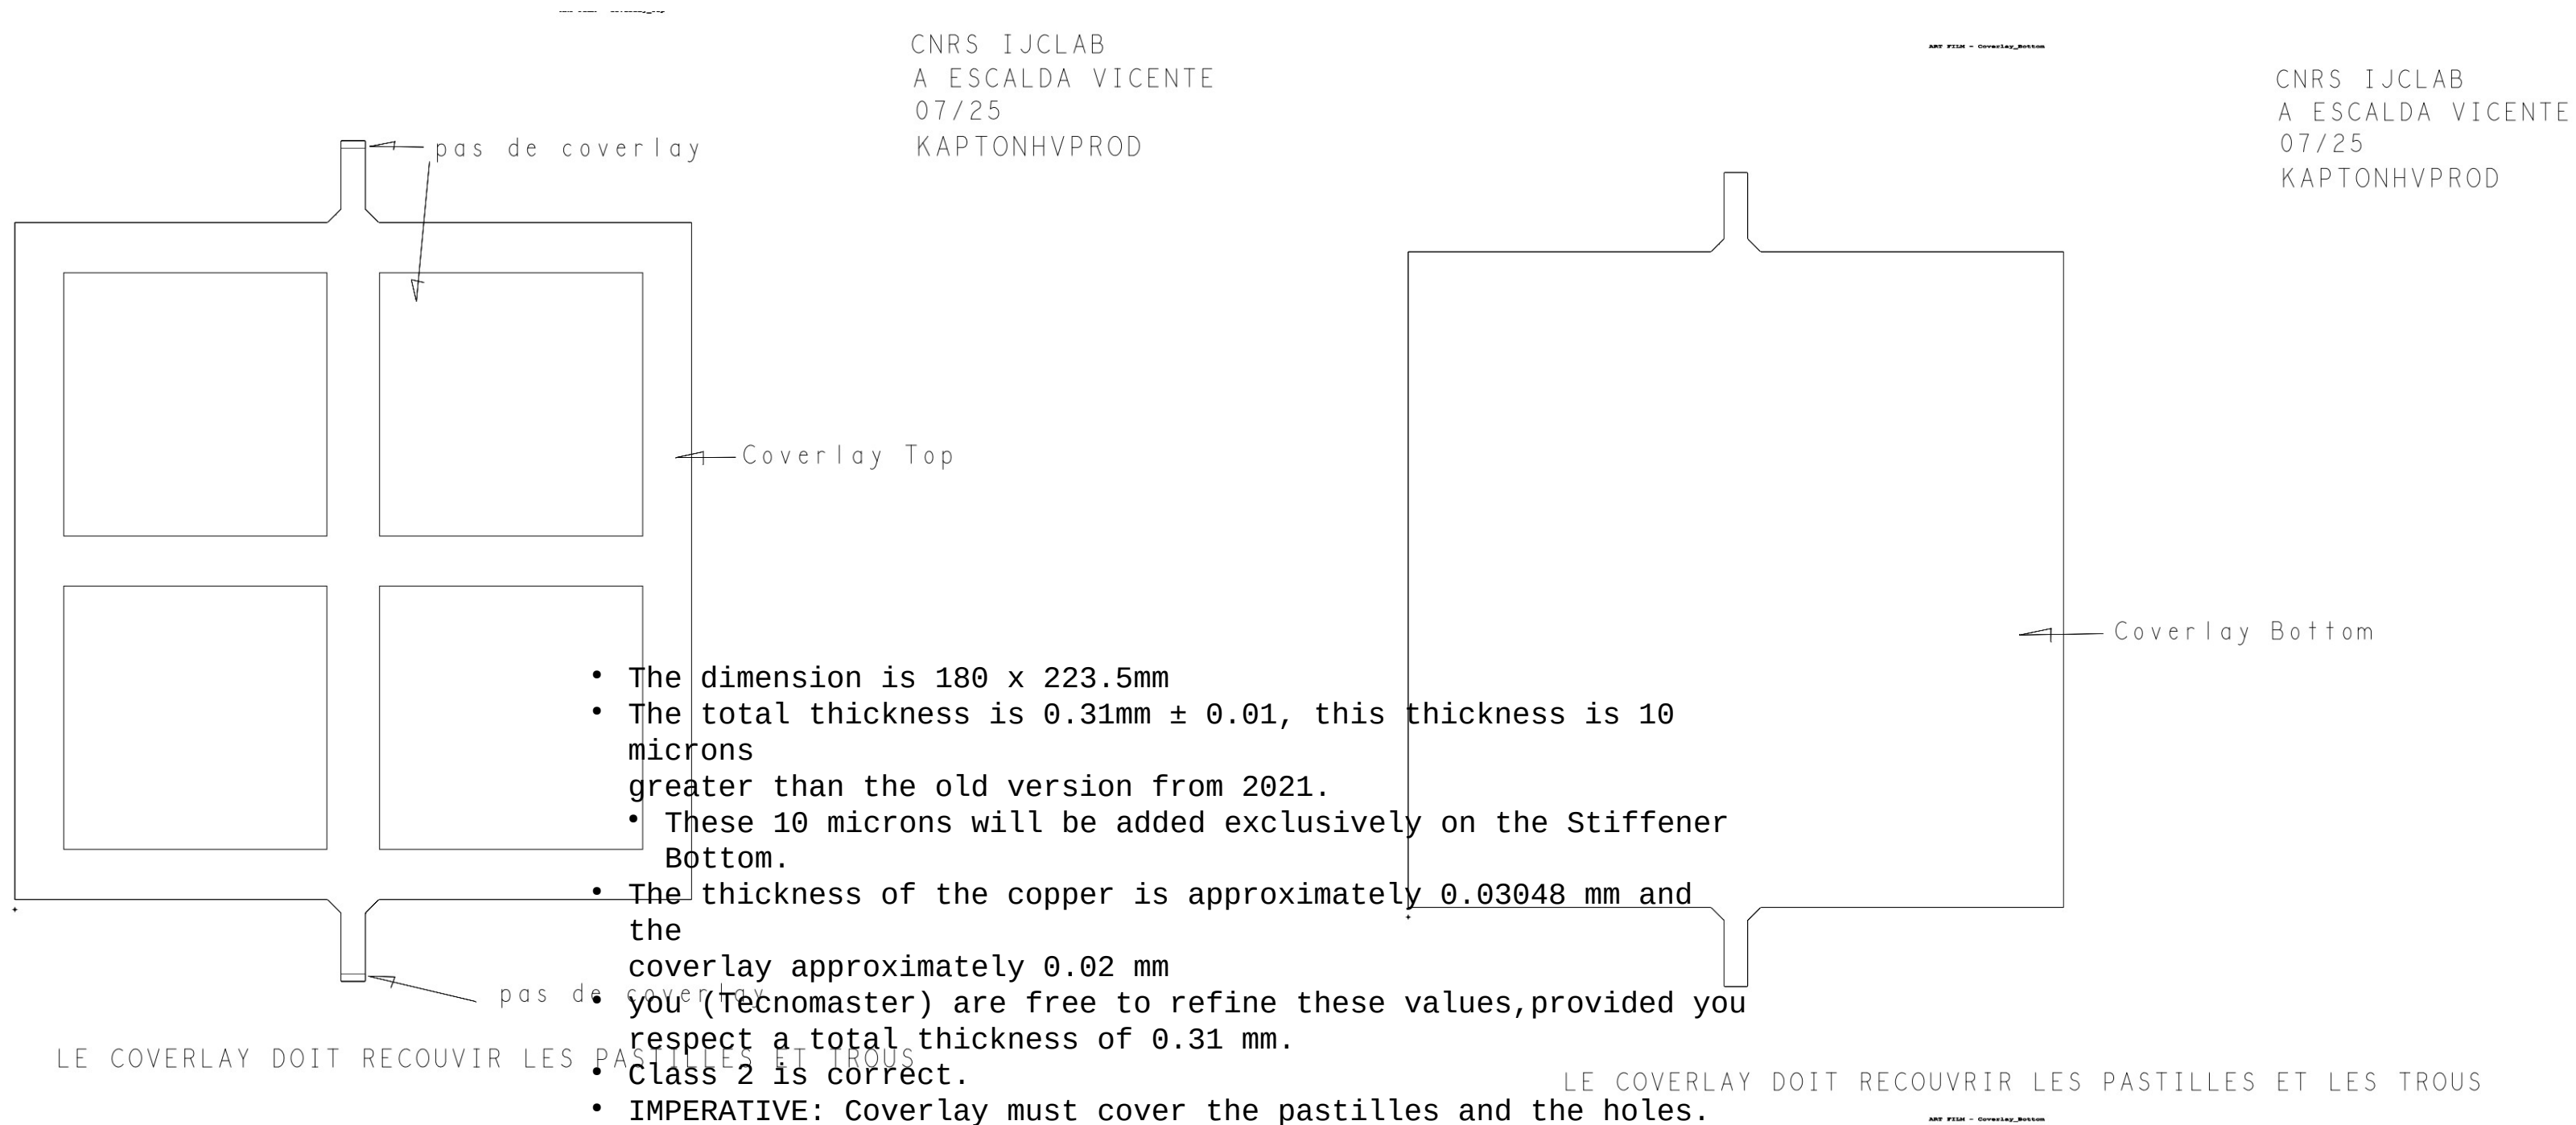 CNRS IJCLAB
A ESCALDA VICENTE
07/25
KAPTONHVPROD
pas de coverlay
Coverlay Top
pas de coverlay
LE COVERLAY DOIT RECOUVIR LES PASTILLES ET TROUS
ART FILM - Coverlay_Bottom
CNRS IJCLAB
A ESCALDA VICENTE
07/25
KAPTONHVPROD
Coverlay Bottom
LE COVERLAY DOIT RECOUVRIR LES PASTILLES ET LES TROUS
ART FILM - Coverlay_Bottom
• The dimension is 180 x 223.5mm
• The total thickness is 0.31mm ± 0.01, this thickness is 10
microns
greater than the old version from 2021.
• These 10 microns will be added exclusively on the Stiffener
Bottom.
• The thickness of the copper is approximately 0.03048 mm and
the
coverlay approximately 0.02 mm
• you (Tecnomaster) are free to refine these values,provided you
respect a total thickness of 0.31 mm.
• Class 2 is correct.
• IMPERATIVE: Coverlay must cover the pastilles and the holes.